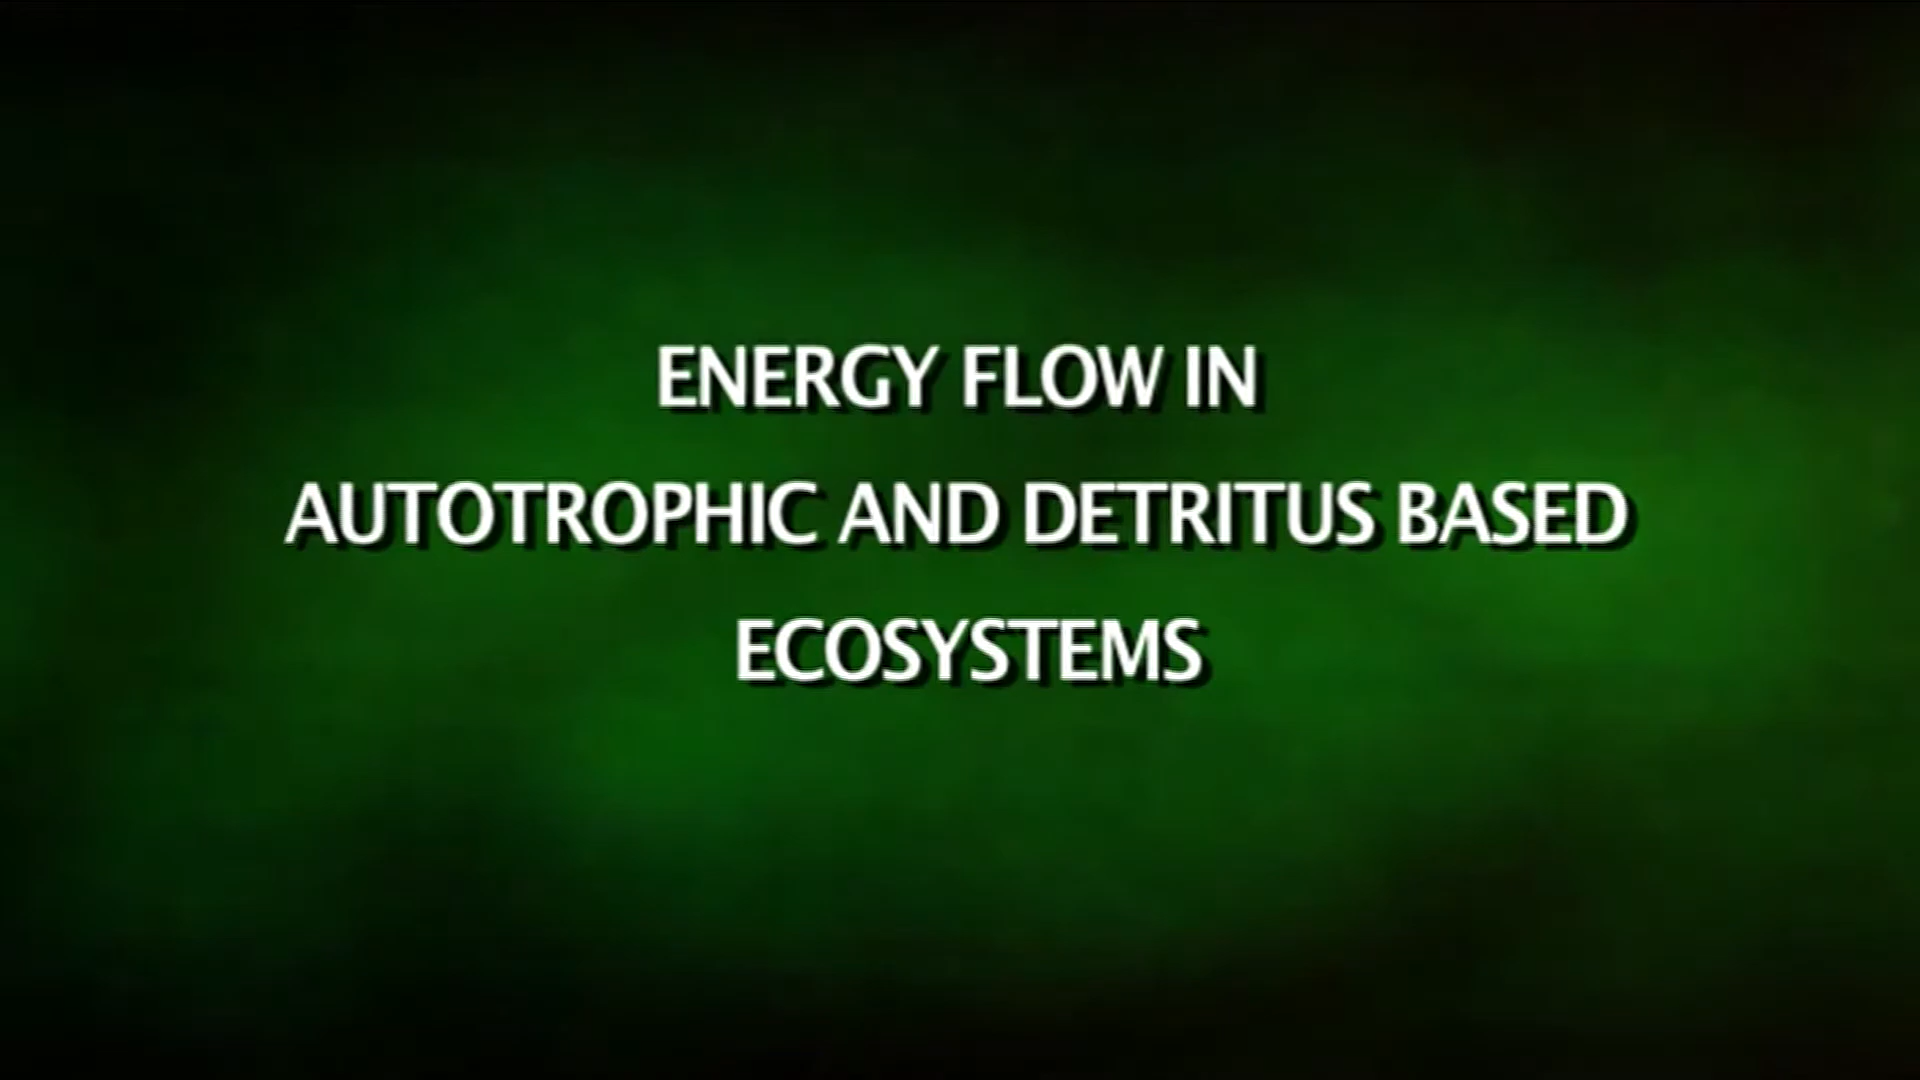 ENERGY FLOW IN
AUTOTROPHIC AND DETRITUS BASED
ECOSYSTEMS